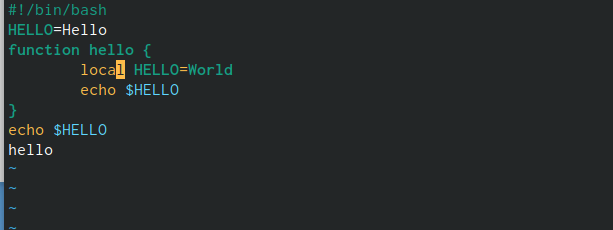 #!/bin/bash
HELLO=Hello
function hello {
        local HELLO=World
        echo $HELLO
}
echo $HELLO
hello
~
~
~
~